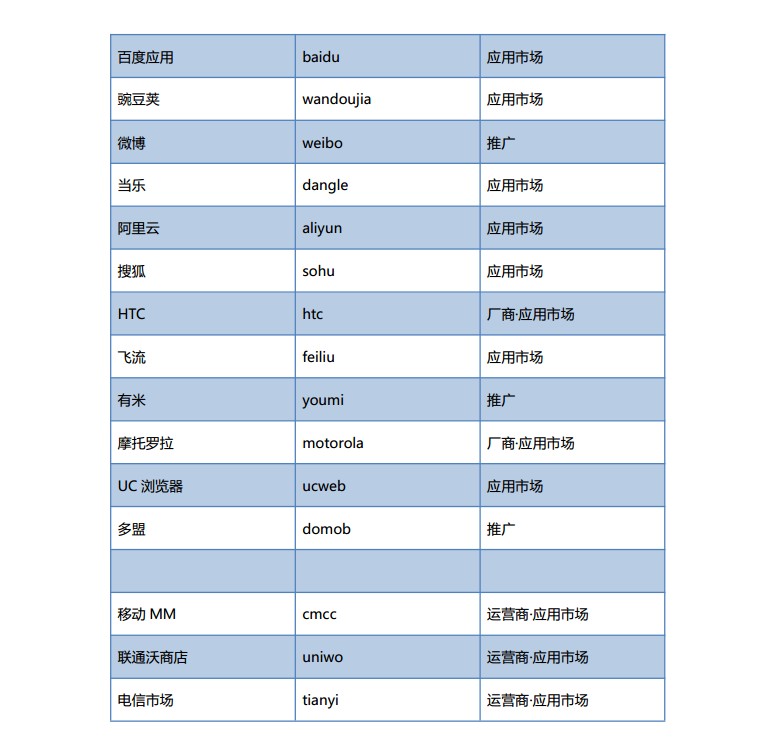 百度应用 baidu 应用市场
豌豆荚 wandoujia 应用市场
微博 weibo 推广
当乐 dangle 应用市场
阿里云 aliyun 应用市场
搜狐 sohu 应用市场
HTC htc 厂商·应用市场
飞流 feiliu 应用市场
有米 youmi 推广
摩托罗拉 motorola 厂商·应用市场
UC 浏览器 ucweb 应用市场
多盟 domob 推广
移动 MM cmcc 运营商·应用市场
联通沃商店 uniwo 运营商·应用市场
电信市场 tianyi 运营商·应用市场